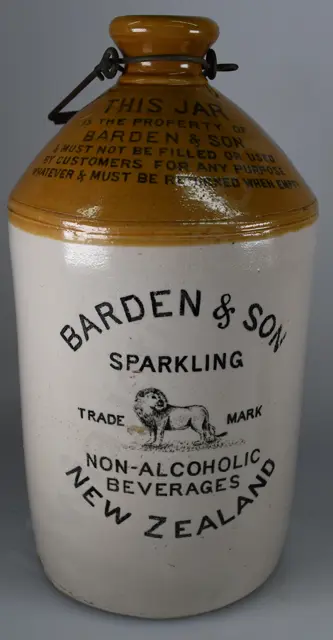 THIS JAR
IS THE PROPERTY OF
BARDEN & SON
& MUST NOT BE FILLED OR USED
BY CUSTOMERS FOR ANY PURPOSE
WHATEVER & MUST BE RETURNED WHEN EMPTY
BARDEN & SON
SPARKLING
TRADE MARK
NON-ALCOHOLIC
BEVERAGES
NEW ZEALAND